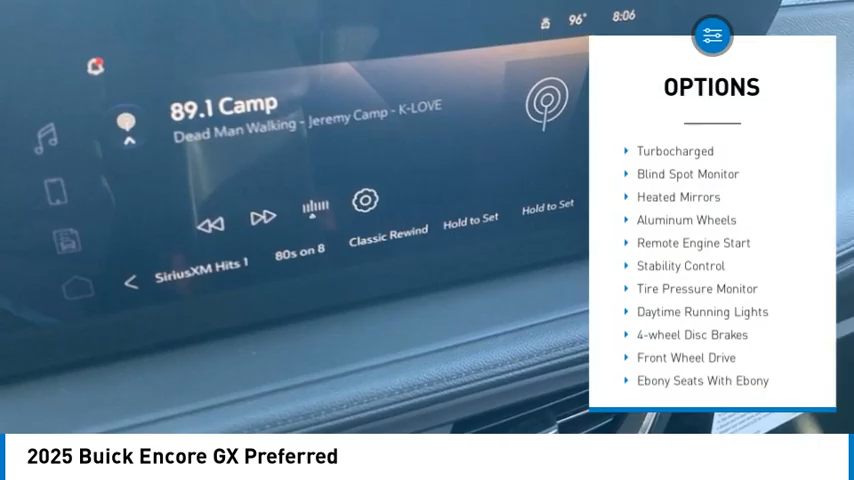 96° 8:06
89.1 Camp
Dead Man Walking - Jeremy Camp - K-LOVE
Hold to Set
Hold to Set
Classic Rewind
80s on 8
SiriusXM Hits 1
OPTIONS
Turbocharged
Blind Spot Monitor
Heated Mirrors
Aluminum Wheels
Remote Engine Start
Stability Control
Tire Pressure Monitor
Daytime Running Lights
4-wheel Disc Brakes
Front Wheel Drive
Ebony Seats With Ebony
2025 Buick Encore GX Preferred